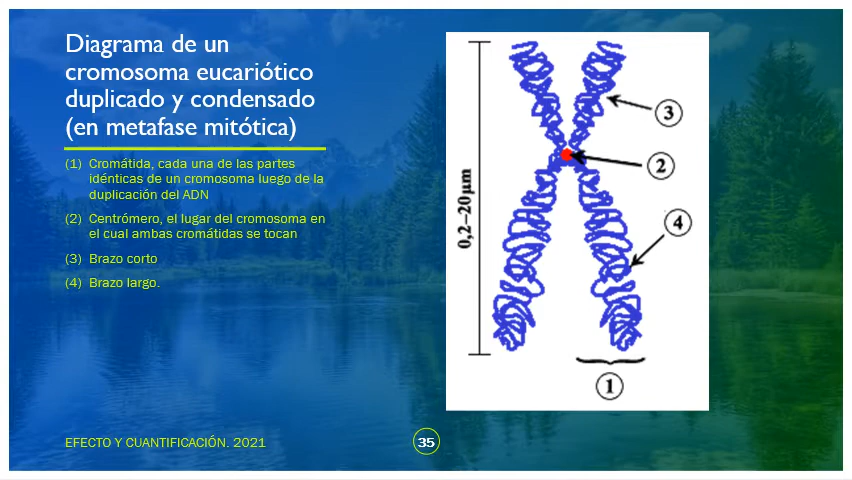 Diagrama de un
cromosoma eucariótico
duplicado y condensado
(en metafase mitótica)
(1) Cromátida, cada una de las partes
idénticas de un cromosoma luego de la
duplicación del ADN
(2) Centrómero, el lugar del cromosoma en
el cual ambas cromátidas se tocan
(3) Brazo corto
(4) Brazo largo.
0,2–20μm
3
2
4
1
EFECTO Y CUANTIFICACIÓN. 2021
35